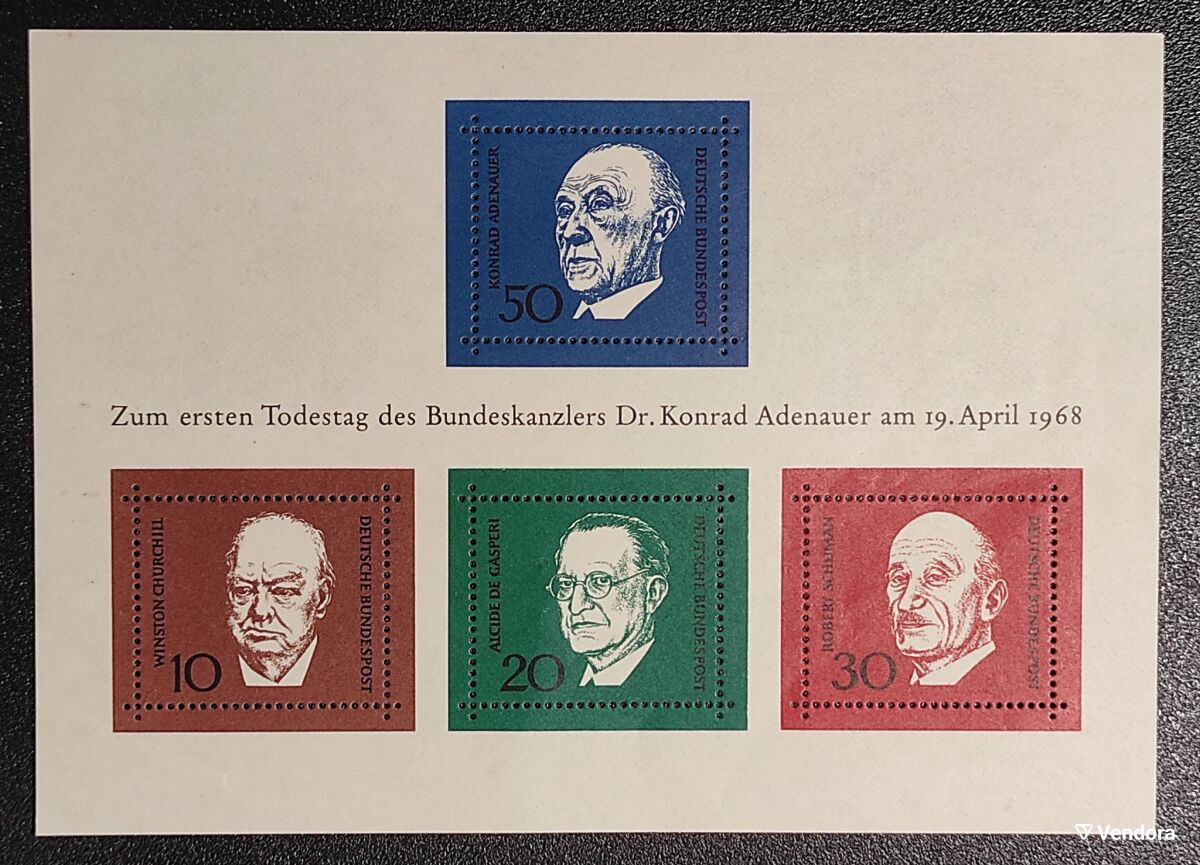 KONRAD ADENAUER
50
DEUTSCHE BUNDESPOST
Zum ersten Todestag des Bundeskanzlers Dr. Konrad Adenauer am 19. April 1968
WINSTON CHURCHILL
10
DEUTSCHE BUNDESPOST
ALCIDE DE GASPERI
20
DEUTSCHE BUNDESPOST
ROBERT SCHUMAN
30
DEUTSCHE BUNDESPOST
Vendora